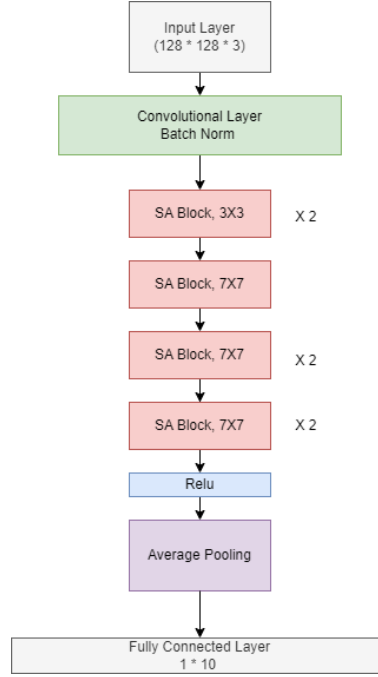 Input Layer
(128 * 128 * 3)
Convolutional Layer
Batch Norm
SA Block, 3X3
X 2
SA Block, 7X7
SA Block, 7X7
X 2
SA Block, 7X7
X 2
Relu
Average Pooling
Fully Connected Layer
1 * 10